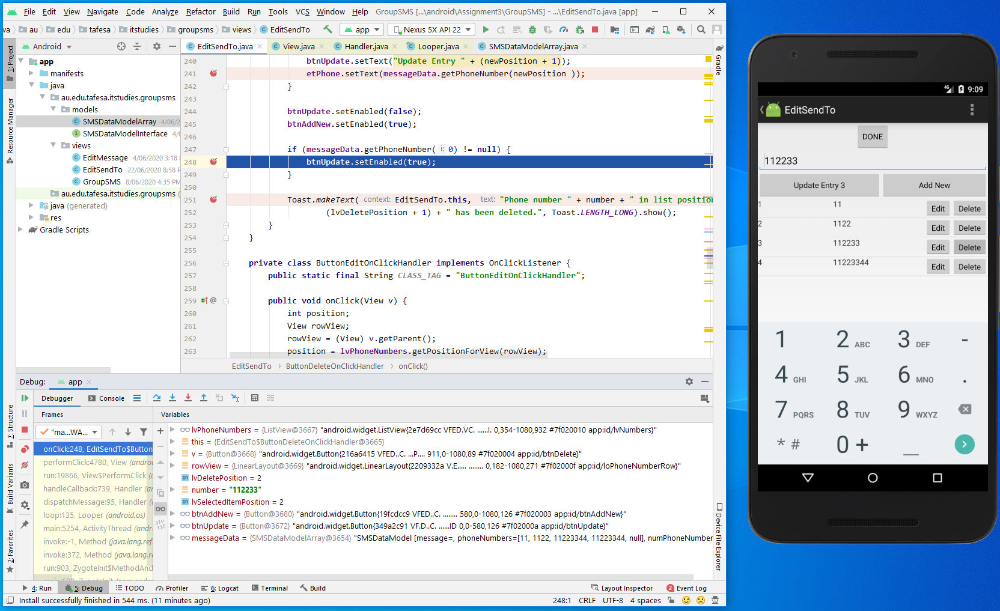 File Edit View Navigate Code Analyze Refactor Build Run Tools VCS Window Help GroupSMS [...\android\Assignment3\GroupSMS] - ...\EditSendTo.java [app]
va au edu tafesa itstudies groupsms views EditSendTo app Nexus 5X API 22
Android EditSendTo.java View.java Handler.java Looper.java SMSDataModelArray.java
1: Project
Resource Manager
7: Structure
Build Variants
2: Favorites
app
manifests
java
au.edu.tafesa.itstudies.groupsms
models
SMSDataModelArray 4/06/2
SMSDataModelInterface 4/0
views
EditMessage 4/06/2020 3:18 P
EditSendTo 22/06/2020 8:58 P
GroupSMS 8/06/2020 4:35 PM
au.edu.tafesa.itstudies.groupsms (
java (generated)
res
Gradle Scripts
240 btnUpdate.setText("Update Entry " + (newPosition + 1));
241 etPhone.setText(messageData.getPhoneNumber(newPosition ));
242 }
243
244 btnUpdate.setEnabled(false);
245 btnAddNew.setEnabled(true);
246
247 if (messageData.getPhoneNumber( i: 0) != null) {
248 btnUpdate.setEnabled(true);
249 }
250
251 Toast.makeText( context: EditSendTo.this, text: "Phone number " + number + " in list position
252 (lvDeletePosition + 1) + " has been deleted.", Toast.LENGTH_LONG).show();
253 }
254 }
255
256 private class ButtonEditOnClickHandler implements OnClickListener {
257 public static final String CLASS_TAG = "ButtonEditOnClickHandler";
258
259 @ public void onClick(View v) {
260 int position;
261 View rowView;
262 rowView = (View) v.getParent();
263 position = lvPhoneNumbers.getPositionForView(rowView);
EditSendTo › ButtonDeleteOnClickHandler › onClick()
Gradle
Device File Explorer
Debug: app
Debugger Console
Frames Variables
"ma...WA...
onClick:248, EditSendTo$Button
performClick:4780, View (andro
run:19866, View$PerformClick (
handleCallback:739, Handler (a
dispatchMessage:95, Handler (
loop:135, Looper (android.os)
main:5254, ActivityThread (andr
invoke:-1, Method (java.lang.ref
invoke:372, Method (java.lang.re
run:903, ZygoteInit$MethodAnd
lvPhoneNumbers = {ListView@3667} "android.widget.ListView{2e7d69cc VFED.VC. ......I. 0,354-1080,932 #7f020010 app:id/lvNumbers}"
this = {EditSendTo$ButtonDeleteOnClickHandler@3665}
v = {Button@3668} "android.widget.Button{216a6415 VFED..C. ...P.... 911,0-1080,89 #7f020004 app:id/btnDelete}"
rowView = {LinearLayout@3669} "android.widget.LinearLayout{2209332a V.E..... ........ 0,182-1080,271 #7f02000f app:id/loPhoneNumberRow}"
lvDeletePosition = 2
number = "112233"
lvSelectedItemPosition = 2
btnAddNew = {Button@3680} "android.widget.Button{19fcdcc9 VFED..C. ........ 580,0-1080,126 #7f020003 app:id/btnAddNew}"
btnUpdate = {Button@3672} "android.widget.Button{349a2c91 VF.D..C. ......ID 0,0-580,126 #7f02000a app:id/btnUpdate}"
messageData = {SMSDataModelArray@3654} "SMSDataModel [message=, phoneNumbers=[11, 1122, 11223344, 11223344, null], numPhoneNumber
4: Run 5: Debug TODO Profiler 6: Logcat Terminal Build Layout Inspector 2 Event Log
Install successfully finished in 544 ms. (11 minutes ago) 248:1 CRLF UTF-8 4 spaces
4G 9:09
EditSendTo
DONE
112233
Update Entry 3 Add New
1 11 Edit Delete
2 1122 Edit Delete
3 112233 Edit Delete
4 11223344 Edit Delete
1 2 ABC 3 DEF -
4 GHI 5 JKL 6 MNO .
7 PQRS 8 TUV 9 WXYZ
* # 0 + _